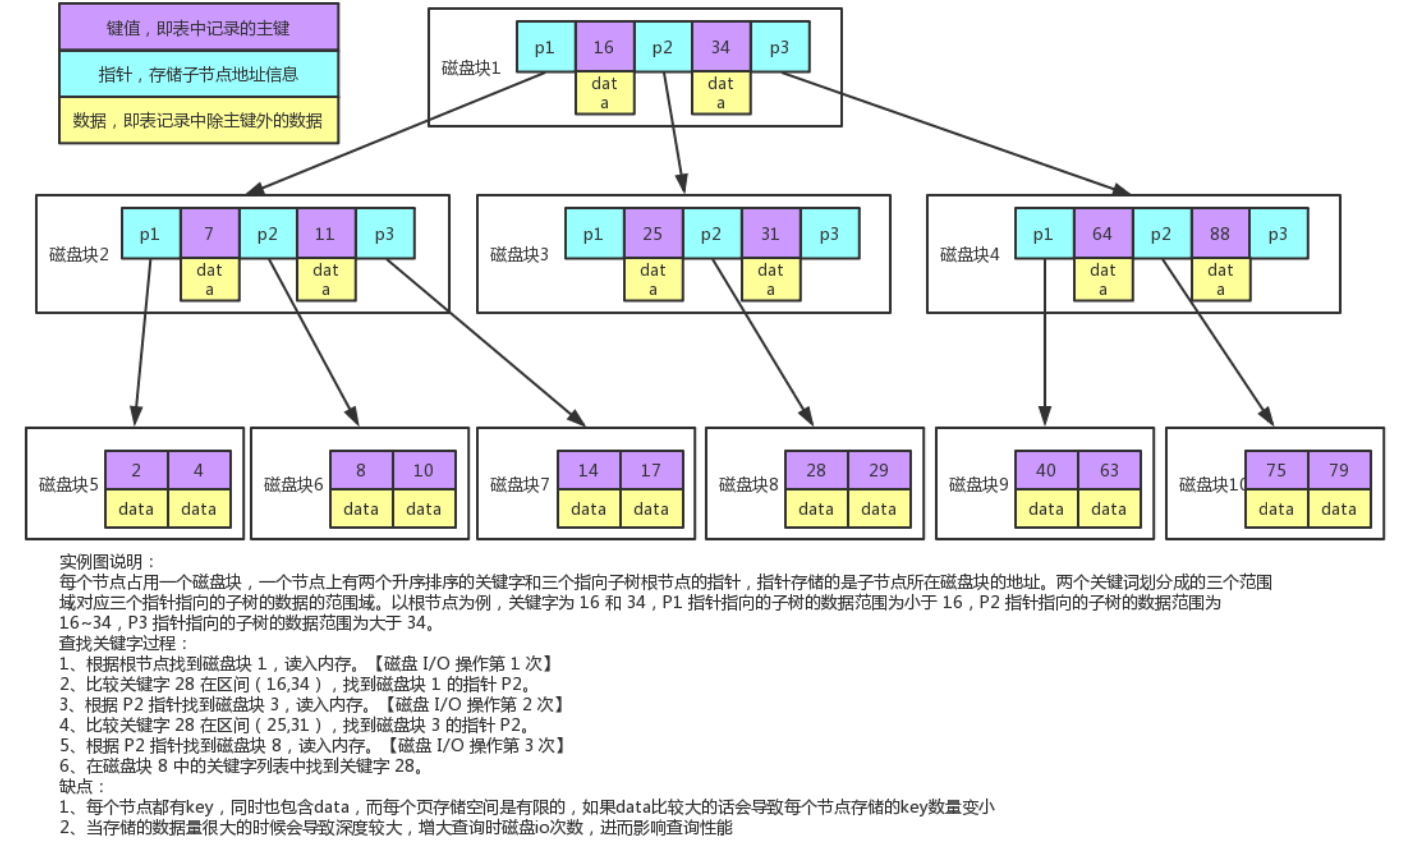 键值，即表中记录的主键
指针，存储子节点地址信息
数据，即表记录中除主键外的数据
磁盘块1
p1 16 p2 34 p3
dat
a
dat
a
磁盘块2
p1 7 p2 11 p3
dat
a
dat
a
磁盘块3
p1 25 p2 31 p3
dat
a
dat
a
磁盘块4
p1 64 p2 88 p3
dat
a
dat
a
磁盘块5
2 4
data data
磁盘块6
8 10
data data
磁盘块7
14 17
data data
磁盘块8
28 29
data data
磁盘块9
40 63
data data
磁盘块10
75 79
data data
实例图说明：
每个节点占用一个磁盘块，一个节点上有两个升序排序的关键字和三个指向子树根节点的指针，指针存储的是子节点所在磁盘块的地址。两个关键词划分成的三个范围
域对应三个指针指向的子树的数据的范围域。以根节点为例，关键字为 16 和 34，P1 指针指向的子树的数据范围为小于 16，P2 指针指向的子树的数据范围为
16~34，P3 指针指向的子树的数据范围为大于 34。
查找关键字过程：
1、根据根节点找到磁盘块 1，读入内存。【磁盘 I/O 操作第 1 次】
2、比较关键字 28 在区间（16,34），找到磁盘块 1 的指针 P2。
3、根据 P2 指针找到磁盘块 3，读入内存。【磁盘 I/O 操作第 2 次】
4、比较关键字 28 在区间（25,31），找到磁盘块 3 的指针 P2。
5、根据 P2 指针找到磁盘块 8，读入内存。【磁盘 I/O 操作第 3 次】
6、在磁盘块 8 中的关键字列表中找到关键字 28。
缺点：
1、每个节点都有key，同时也包含data，而每个页存储空间是有限的，如果data比较大的话会导致每个节点存储的key数量变小
2、当存储的数据量很大的时候会导致深度较大，增大查询时磁盘io次数，进而影响查询性能